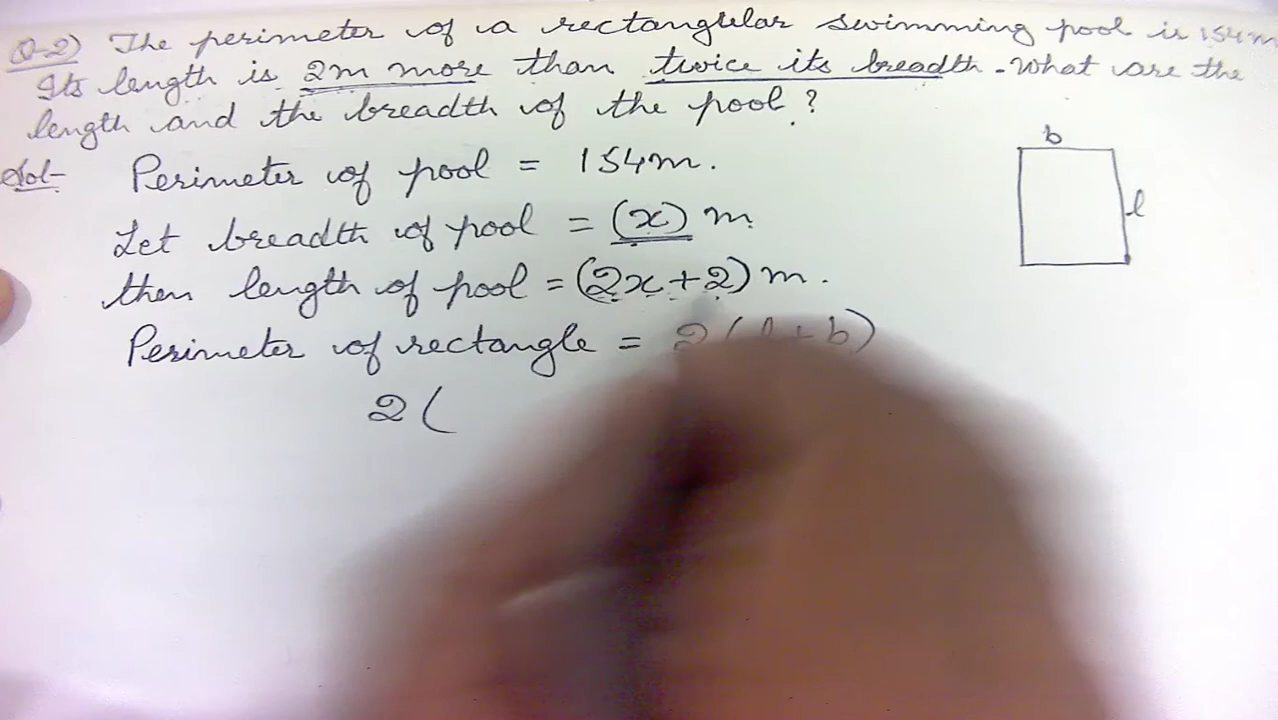 Q-2) The perimeter of a rectangular swimming pool is 154m
Its length is 2m more than twice its breadth. What are the
length and the breadth of the pool ?
b
Sol- Perimeter of pool = 154m.
Let breadth of pool = (x) m
l
then length of pool = (2x+2) m.
Perimeter of rectangle = 2(l+b)
2(